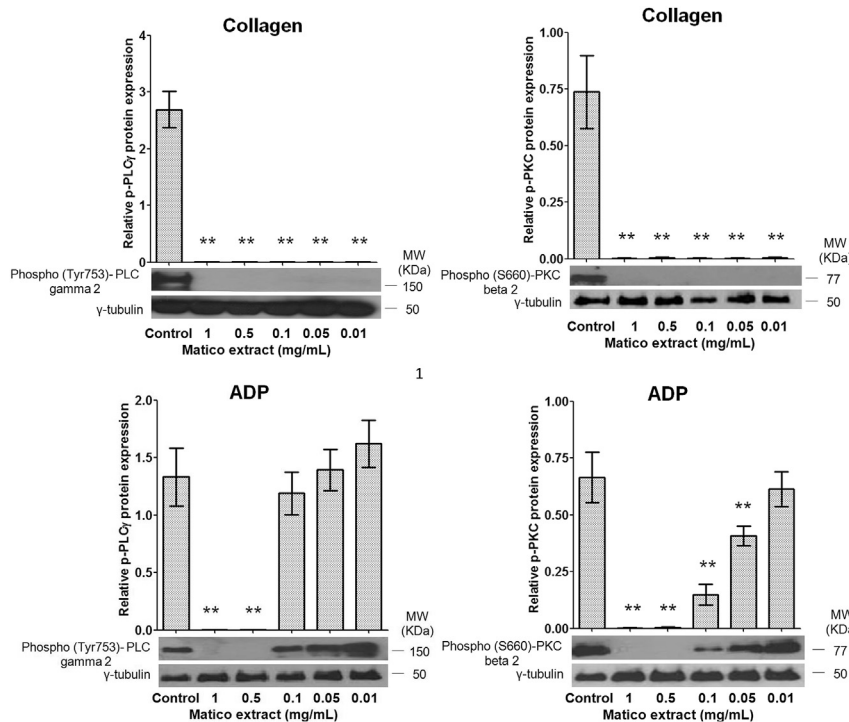 Collagen
Relative p-PLCγ protein expression
4
3
2
1
0
** ** ** ** **
MW
(KDa)
Phospho (Tyr753)-PLC
gamma 2
150
γ-tubulin
50
Control 1 0.5 0.1 0.05 0.01
Matico extract (mg/mL)
Collagen
Relative p-PKC protein expression
1.00
0.75
0.50
0.25
0.00
** ** ** ** **
MW
(KDa)
Phospho (S660)-PKC
beta 2
77
γ-tubulin
50
Control 1 0.5 0.1 0.05 0.01
Matico extract (mg/mL)
1
ADP
Relative p-PLCγ protein expression
2.0
1.5
1.0
0.5
0.0
** **
MW
(KDa)
Phospho (Tyr753)-PLC
gamma 2
150
γ-tubulin
50
Control 1 0.5 0.1 0.05 0.01
Matico extract (mg/mL)
ADP
Relative p-PKC protein expression
1.00
0.75
0.50
0.25
0.00
** ** ** **
MW
(KDa)
Phospho (S660)-PKC
beta 2
77
γ-tubulin
50
Control 1 0.5 0.1 0.05 0.01
Matico extract (mg/mL)